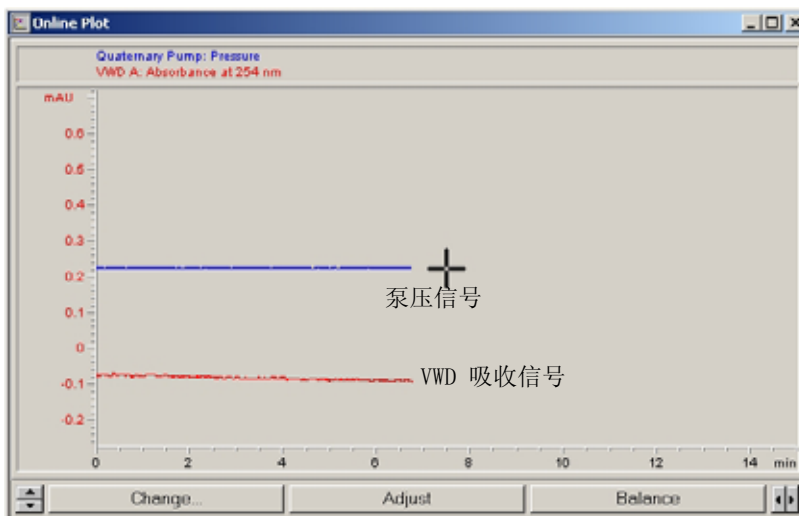 Online Plot
Quaternary Pump: Pressure
VWD A: Absorbance at 254 nm
mAU
0.6
0.5
0.4
0.3
0.2
泵压信号
0.1
0
VWD 吸收信号
-0.1
-0.2
0 2 4 6 8 10 12 14 min
Change... Adjust Balance